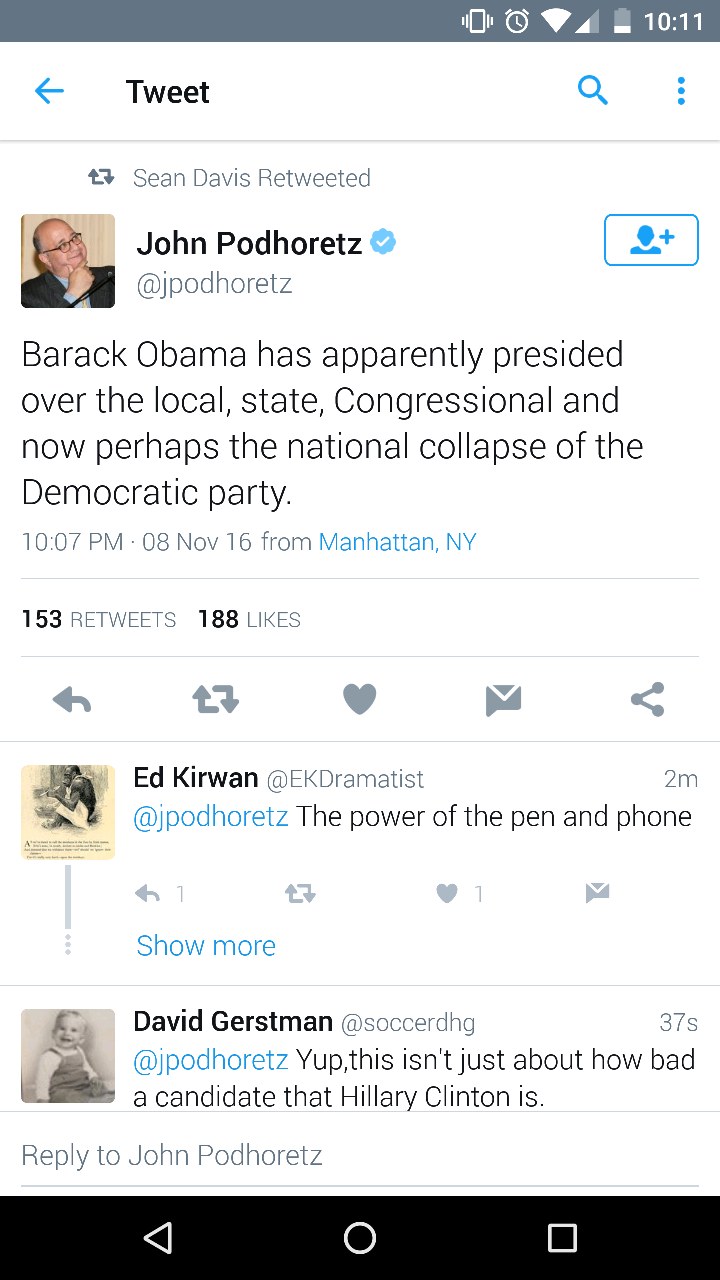 10:11
Tweet
Sean Davis Retweeted
John Podhoretz
@jpodhoretz
Barack Obama has apparently presided
over the local, state, Congressional and
now perhaps the national collapse of the
Democratic party.
10:07 PM · 08 Nov 16 from Manhattan, NY
153 RETWEETS 188 LIKES
Ed Kirwan @EKDramatist 2m
@jpodhoretz The power of the pen and phone
1 1
Show more
David Gerstman @soccerdhg 37s
@jpodhoretz Yup,this isn't just about how bad
a candidate that Hillary Clinton is.
Reply to John Podhoretz